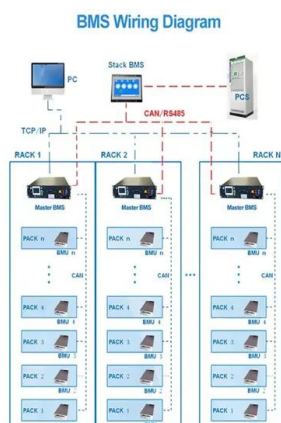 BMS Wiring Diagram
PC
Stack BMS
PCS
CAN/RS485
TCP/IP
RACK 1
RACK 2
RACK N
Master BMS
Master BMS
Master BMS
PACK n
PACK n
PACK n
BMU n
BMU n
BMU n
CAN
CAN
CAN
PACK 4
PACK 4
PACK 4
BMU 4
BMU 4
BMU 4
PACK 3
PACK 3
PACK 3
BMU 3
BMU 3
BMU 3
PACK 2
PACK 2
PACK 2
BMU 2
BMU 2
BMU 2
PACK 1
PACK 1
PACK 1